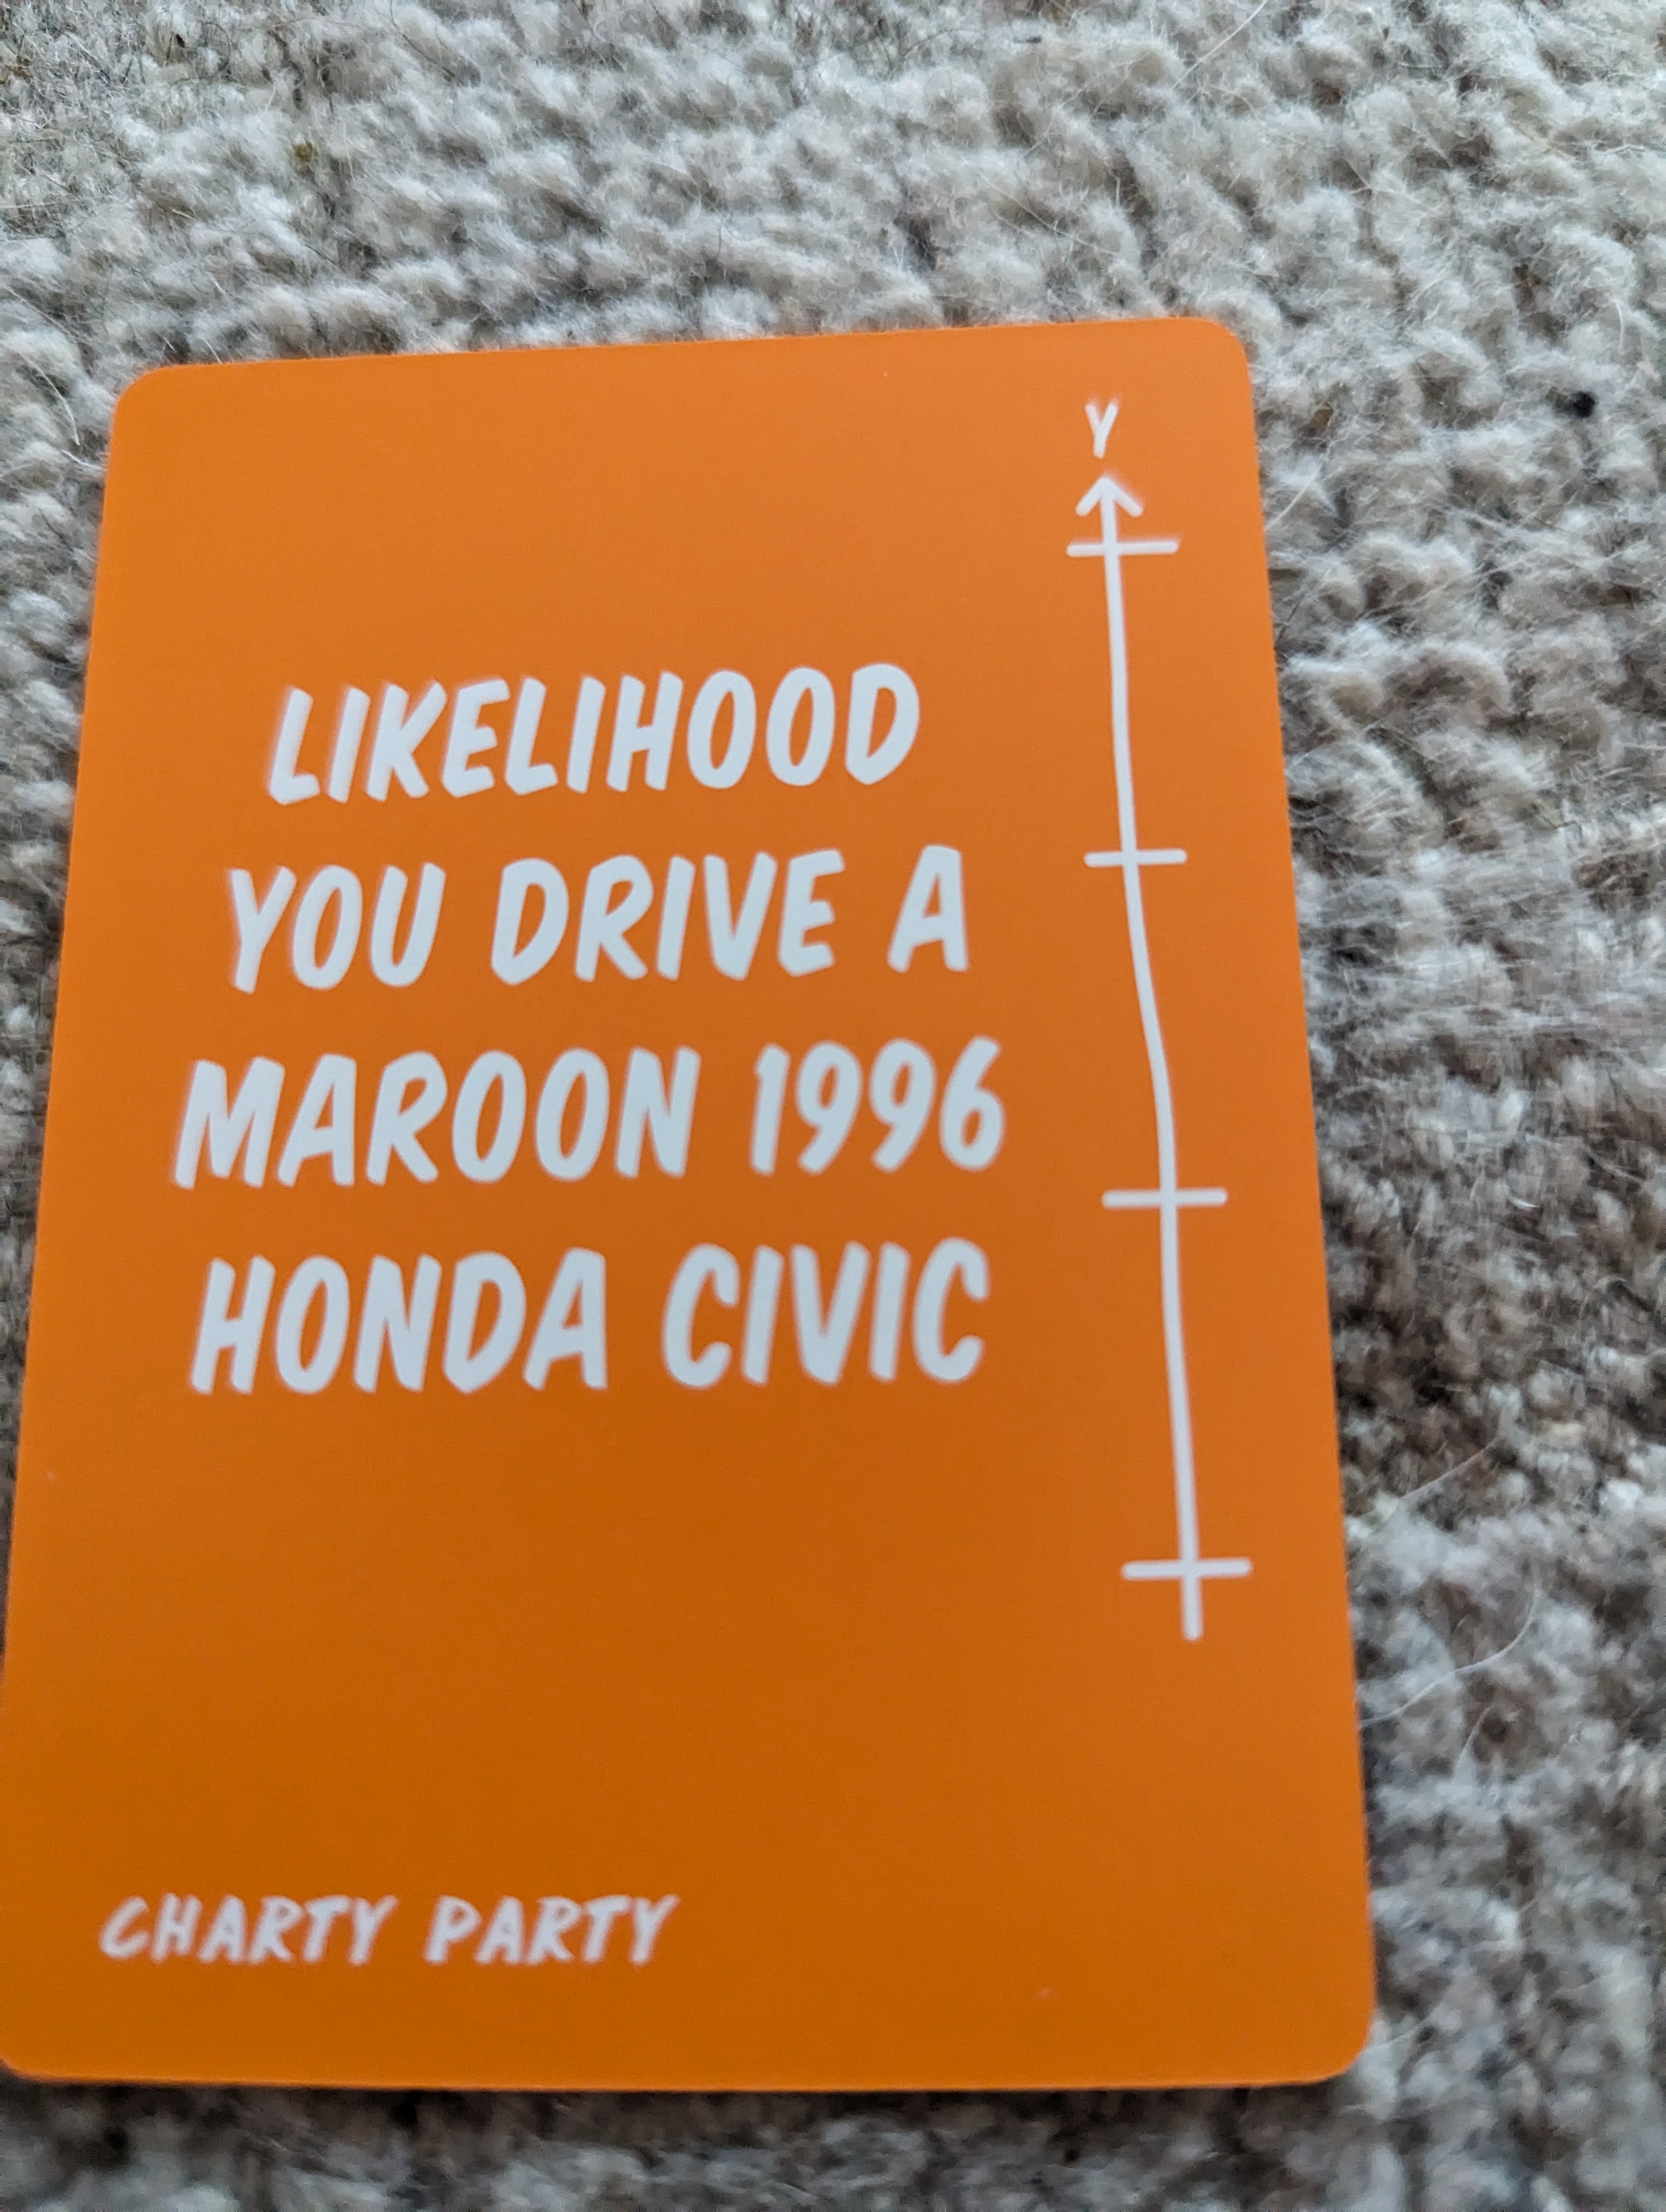 Y
LIKELIHOOD
YOU DRIVE A
MAROON 1996
HONDA CIVIC
CHARTY PARTY